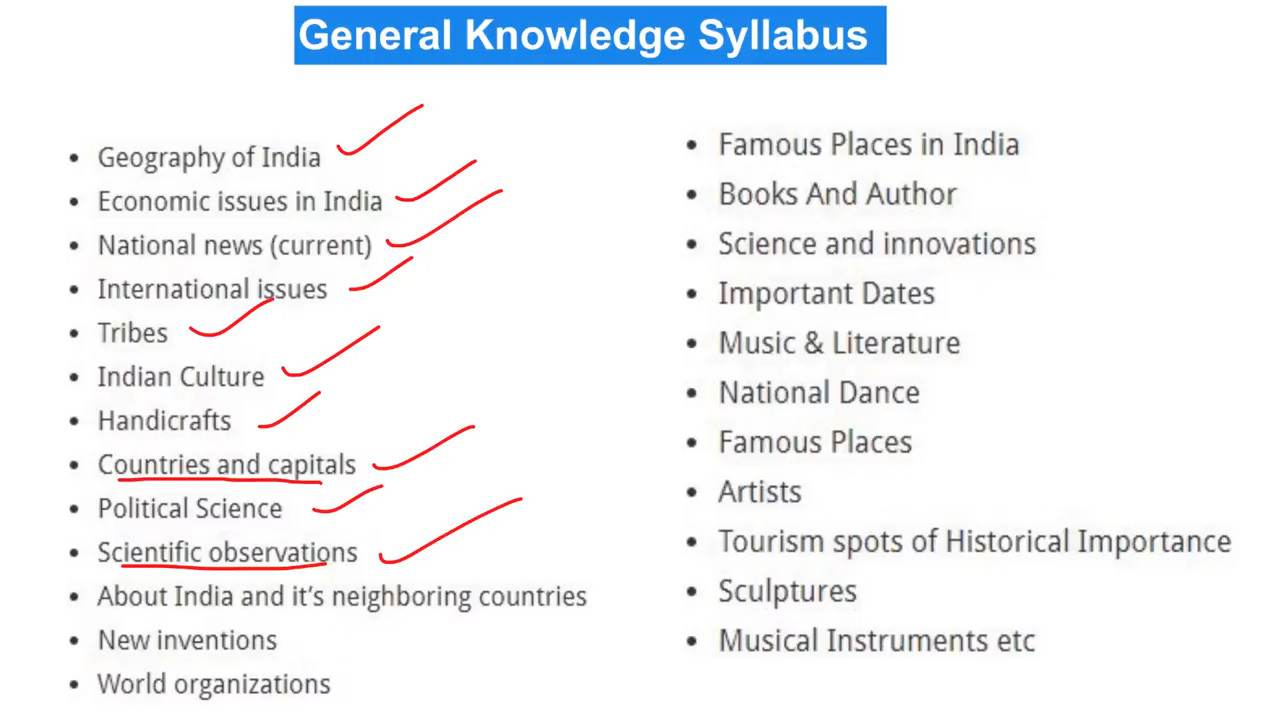 General Knowledge Syllabus
• Geography of India
• Economic issues in India
• National news (current)
• International issues
• Tribes
• Indian Culture
• Handicrafts
• Countries and capitals
• Political Science
• Scientific observations
• About India and it's neighboring countries
• New inventions
• World organizations
• Famous Places in India
• Books And Author
• Science and innovations
• Important Dates
• Music & Literature
• National Dance
• Famous Places
• Artists
• Tourism spots of Historical Importance
• Sculptures
• Musical Instruments etc